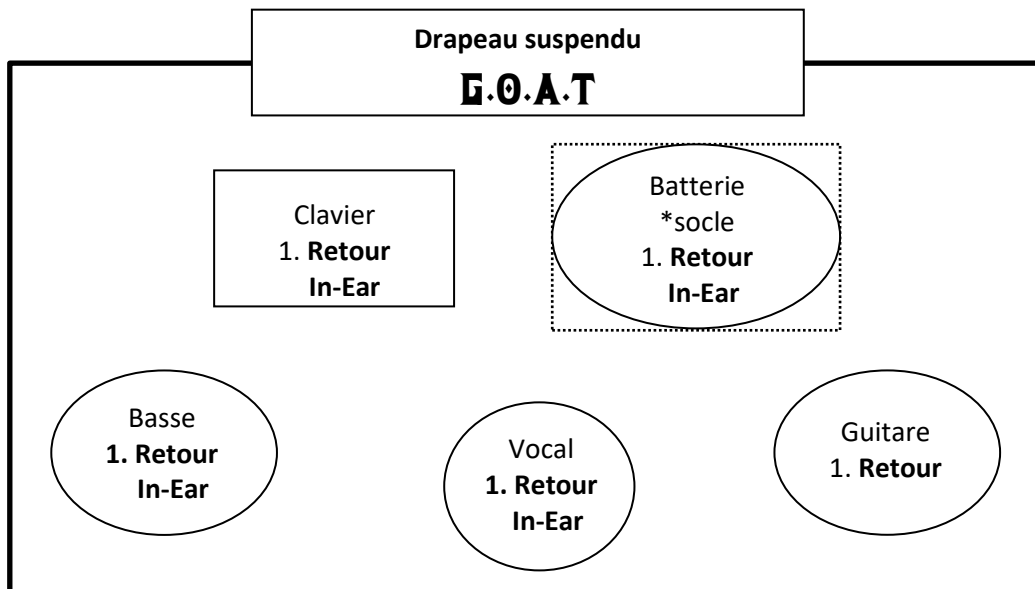 Drapeau suspendu
G.O.A.T
Clavier
1. Retour
In-Ear
Batterie
*socle
1. Retour
In-Ear
Basse
1. Retour
In-Ear
Vocal
1. Retour
In-Ear
Guitare
1. Retour